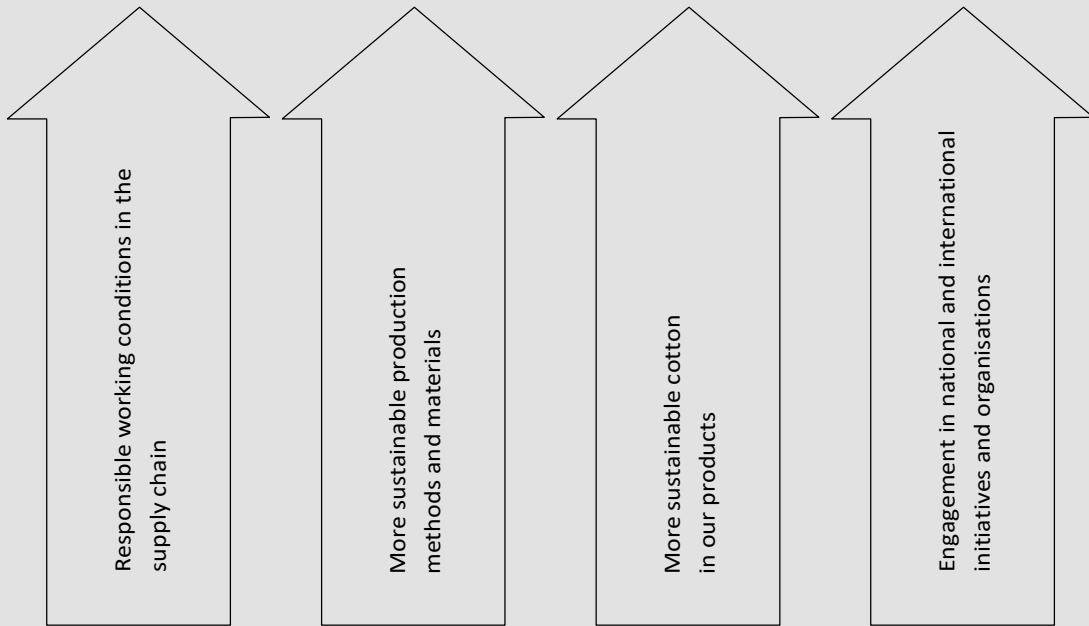 Responsible working conditions in the
supply chain
More sustainable production
methods and materials
More sustainable cotton
in our products
Engagement in national and international
initiatives and organisations